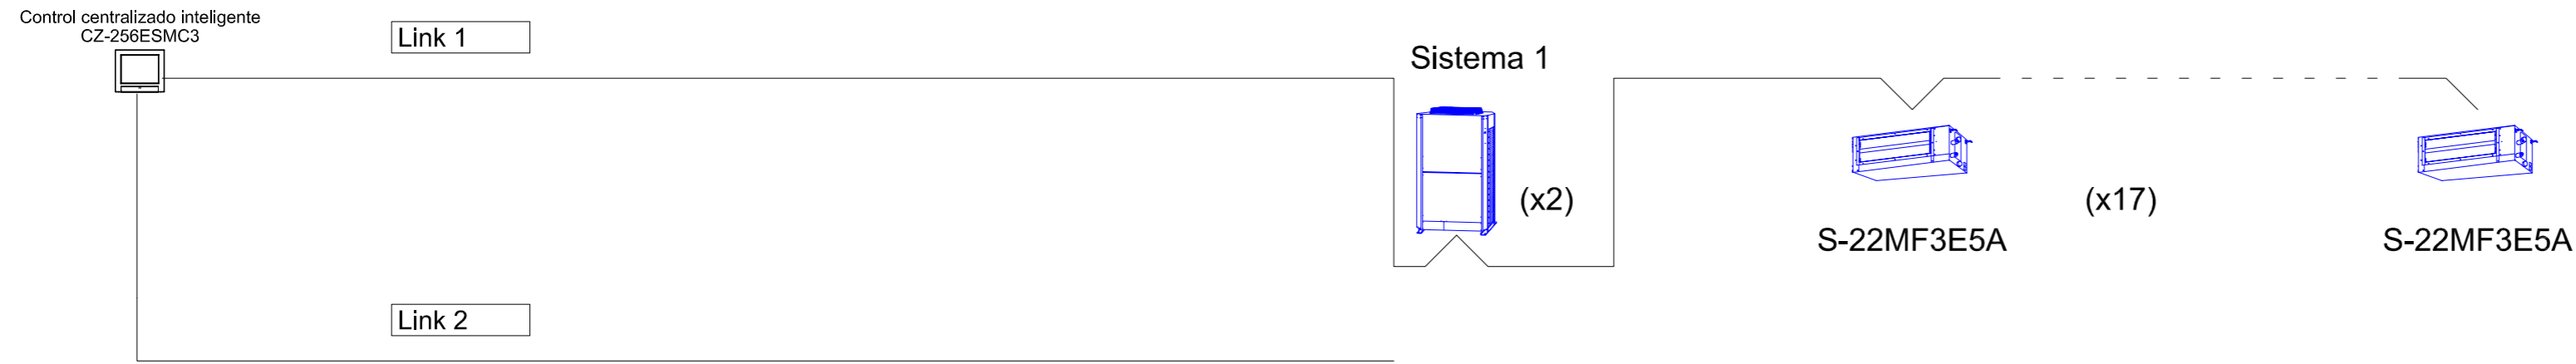 Control centralizado inteligente
CZ-256ESMC3
Link 1
Sistema 1
(x2)
(x17)
S-22MF3E5A
S-22MF3E5A
Link 2